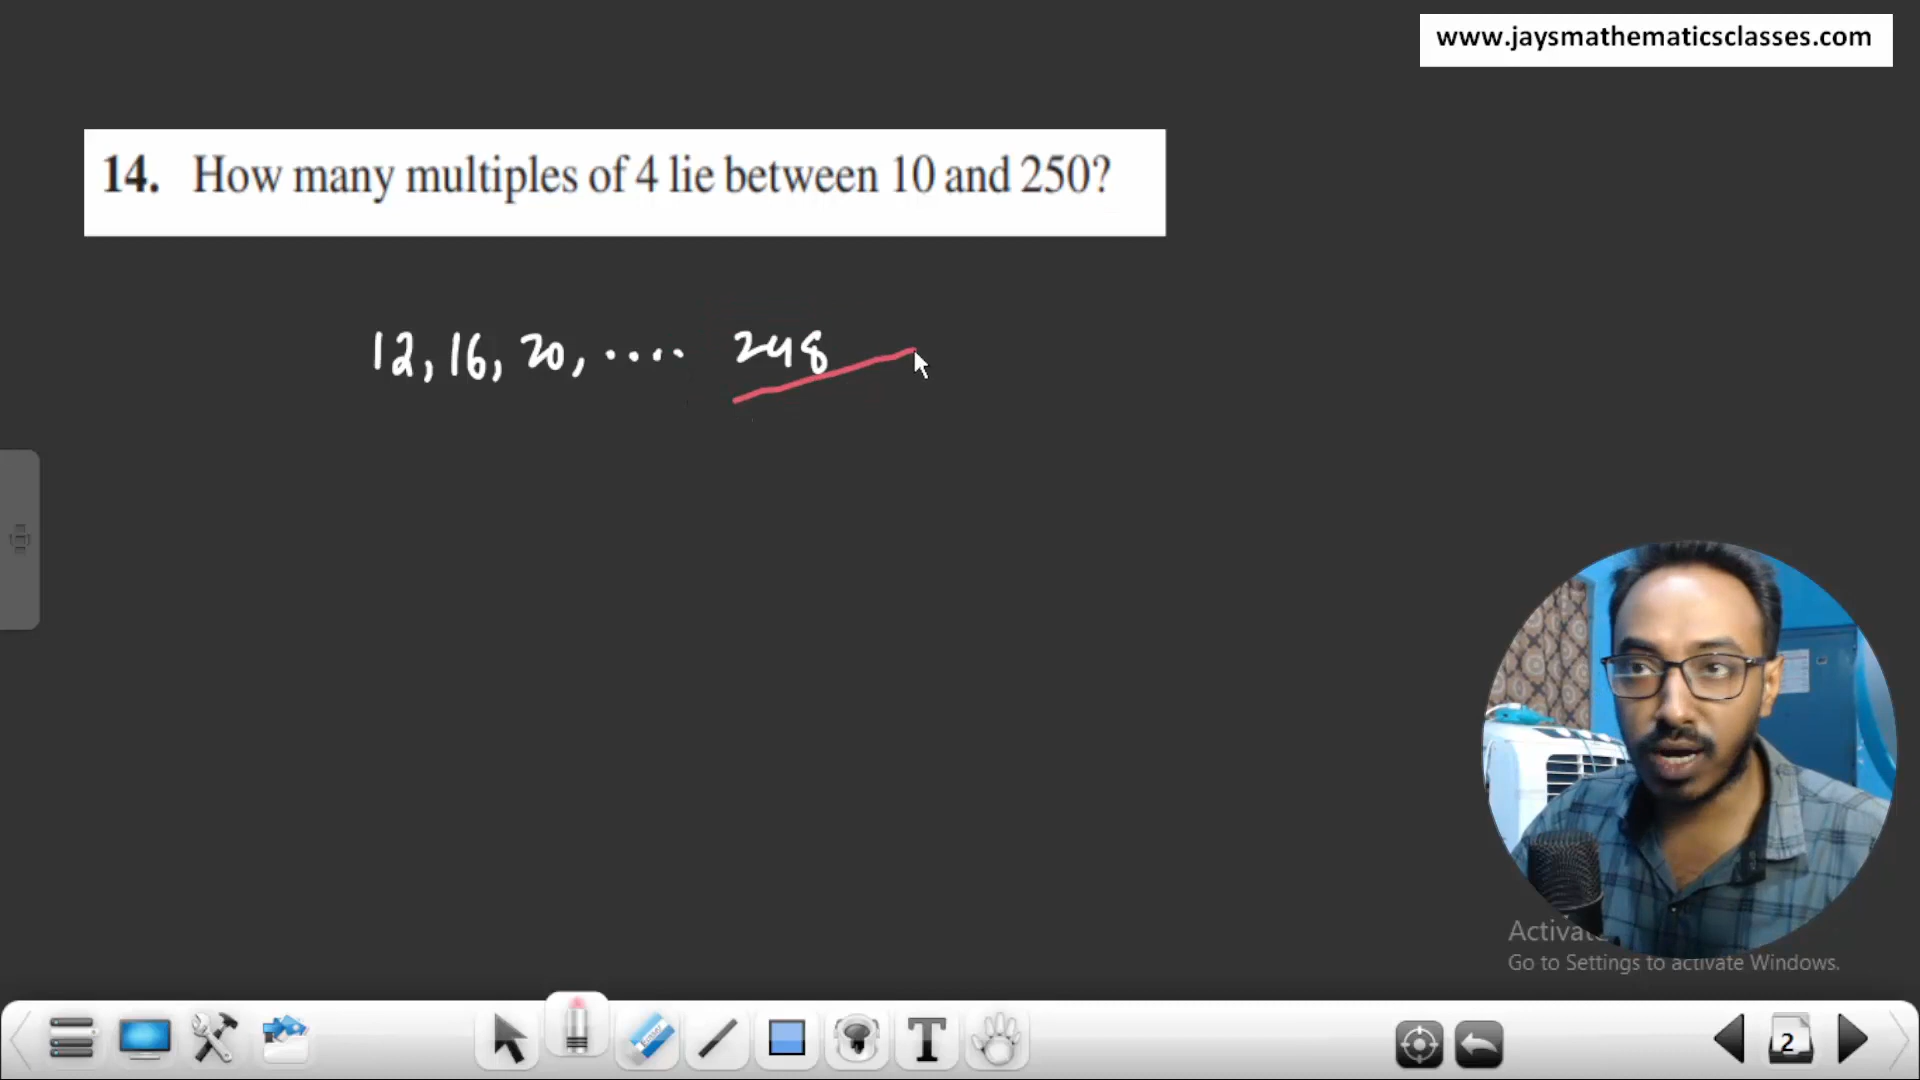 www.jaysmathematicsclasses.com
14. How many multiples of 4 lie between 10 and 250?
12, 16, 20, .... 248
Go to Settings to activate Windows.
T
2